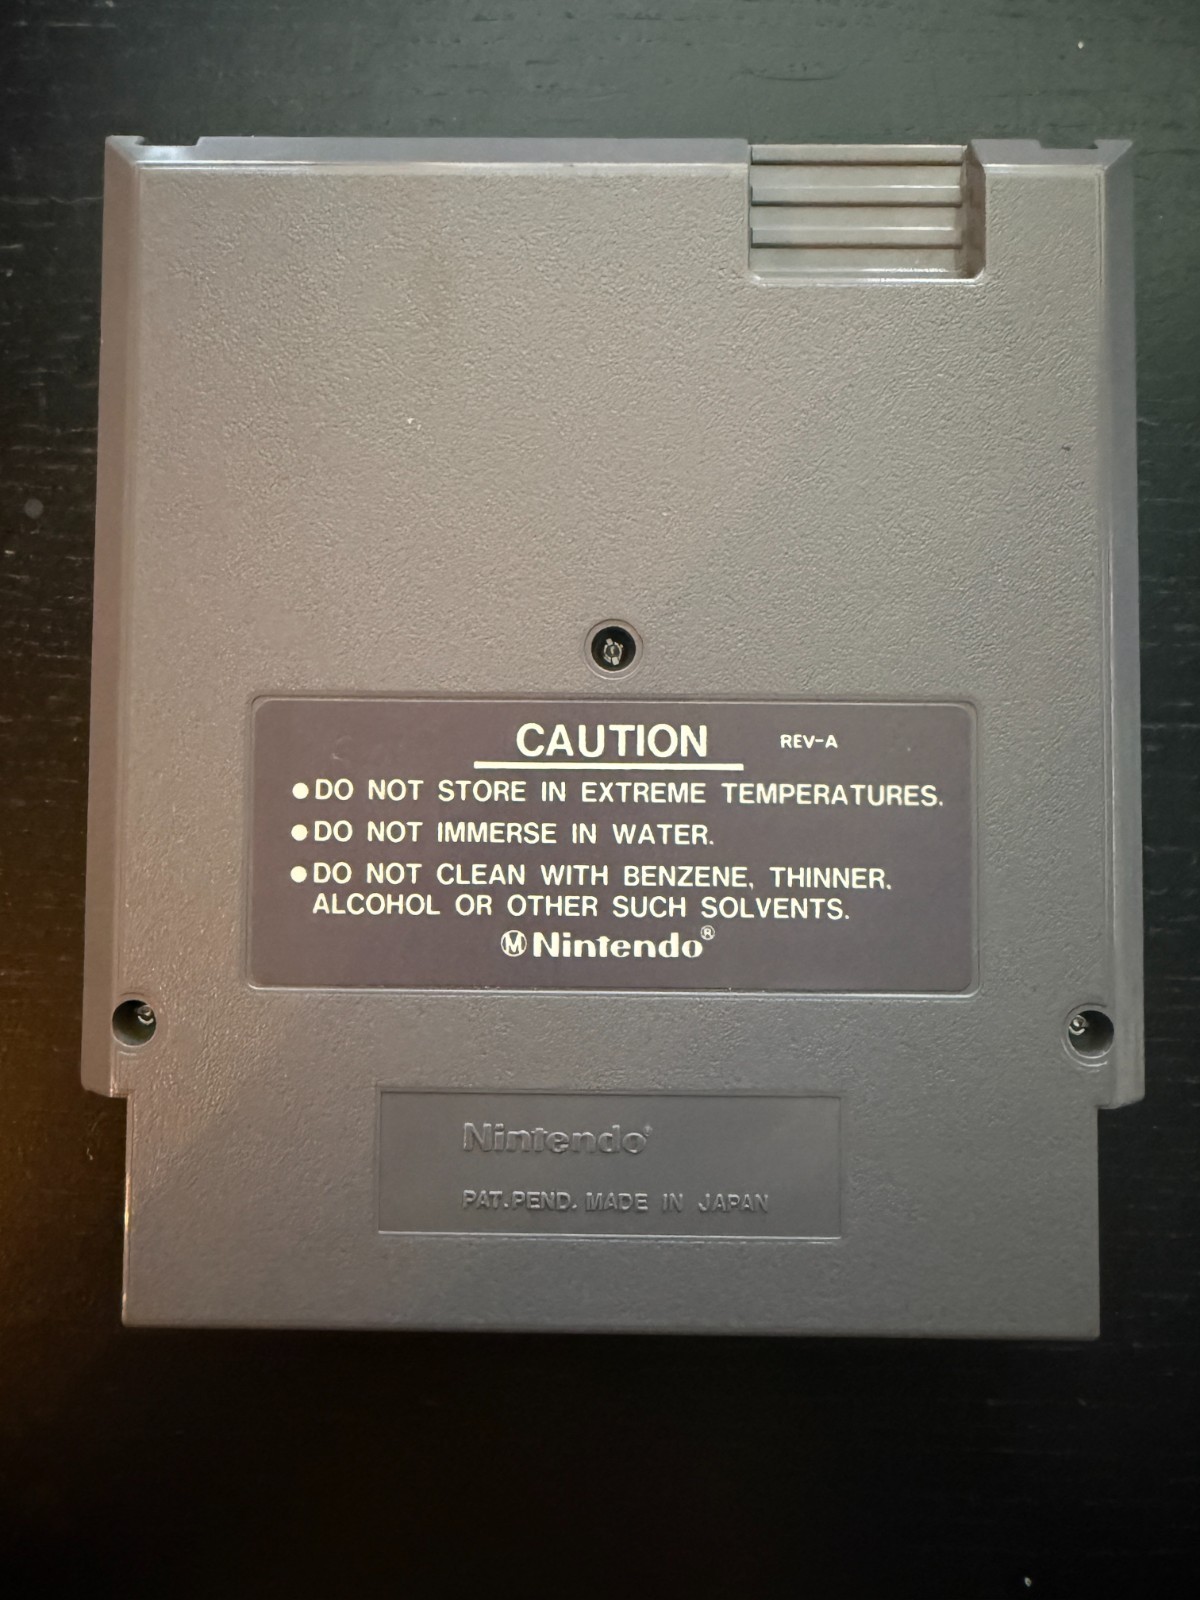 CAUTION REV-A
●DO NOT STORE IN EXTREME TEMPERATURES.
●DO NOT IMMERSE IN WATER.
●DO NOT CLEAN WITH BENZENE, THINNER.
ALCOHOL OR OTHER SUCH SOLVENTS.
Ⓜ Nintendo®
Nintendo®
PAT.PEND. MADE IN JAPAN